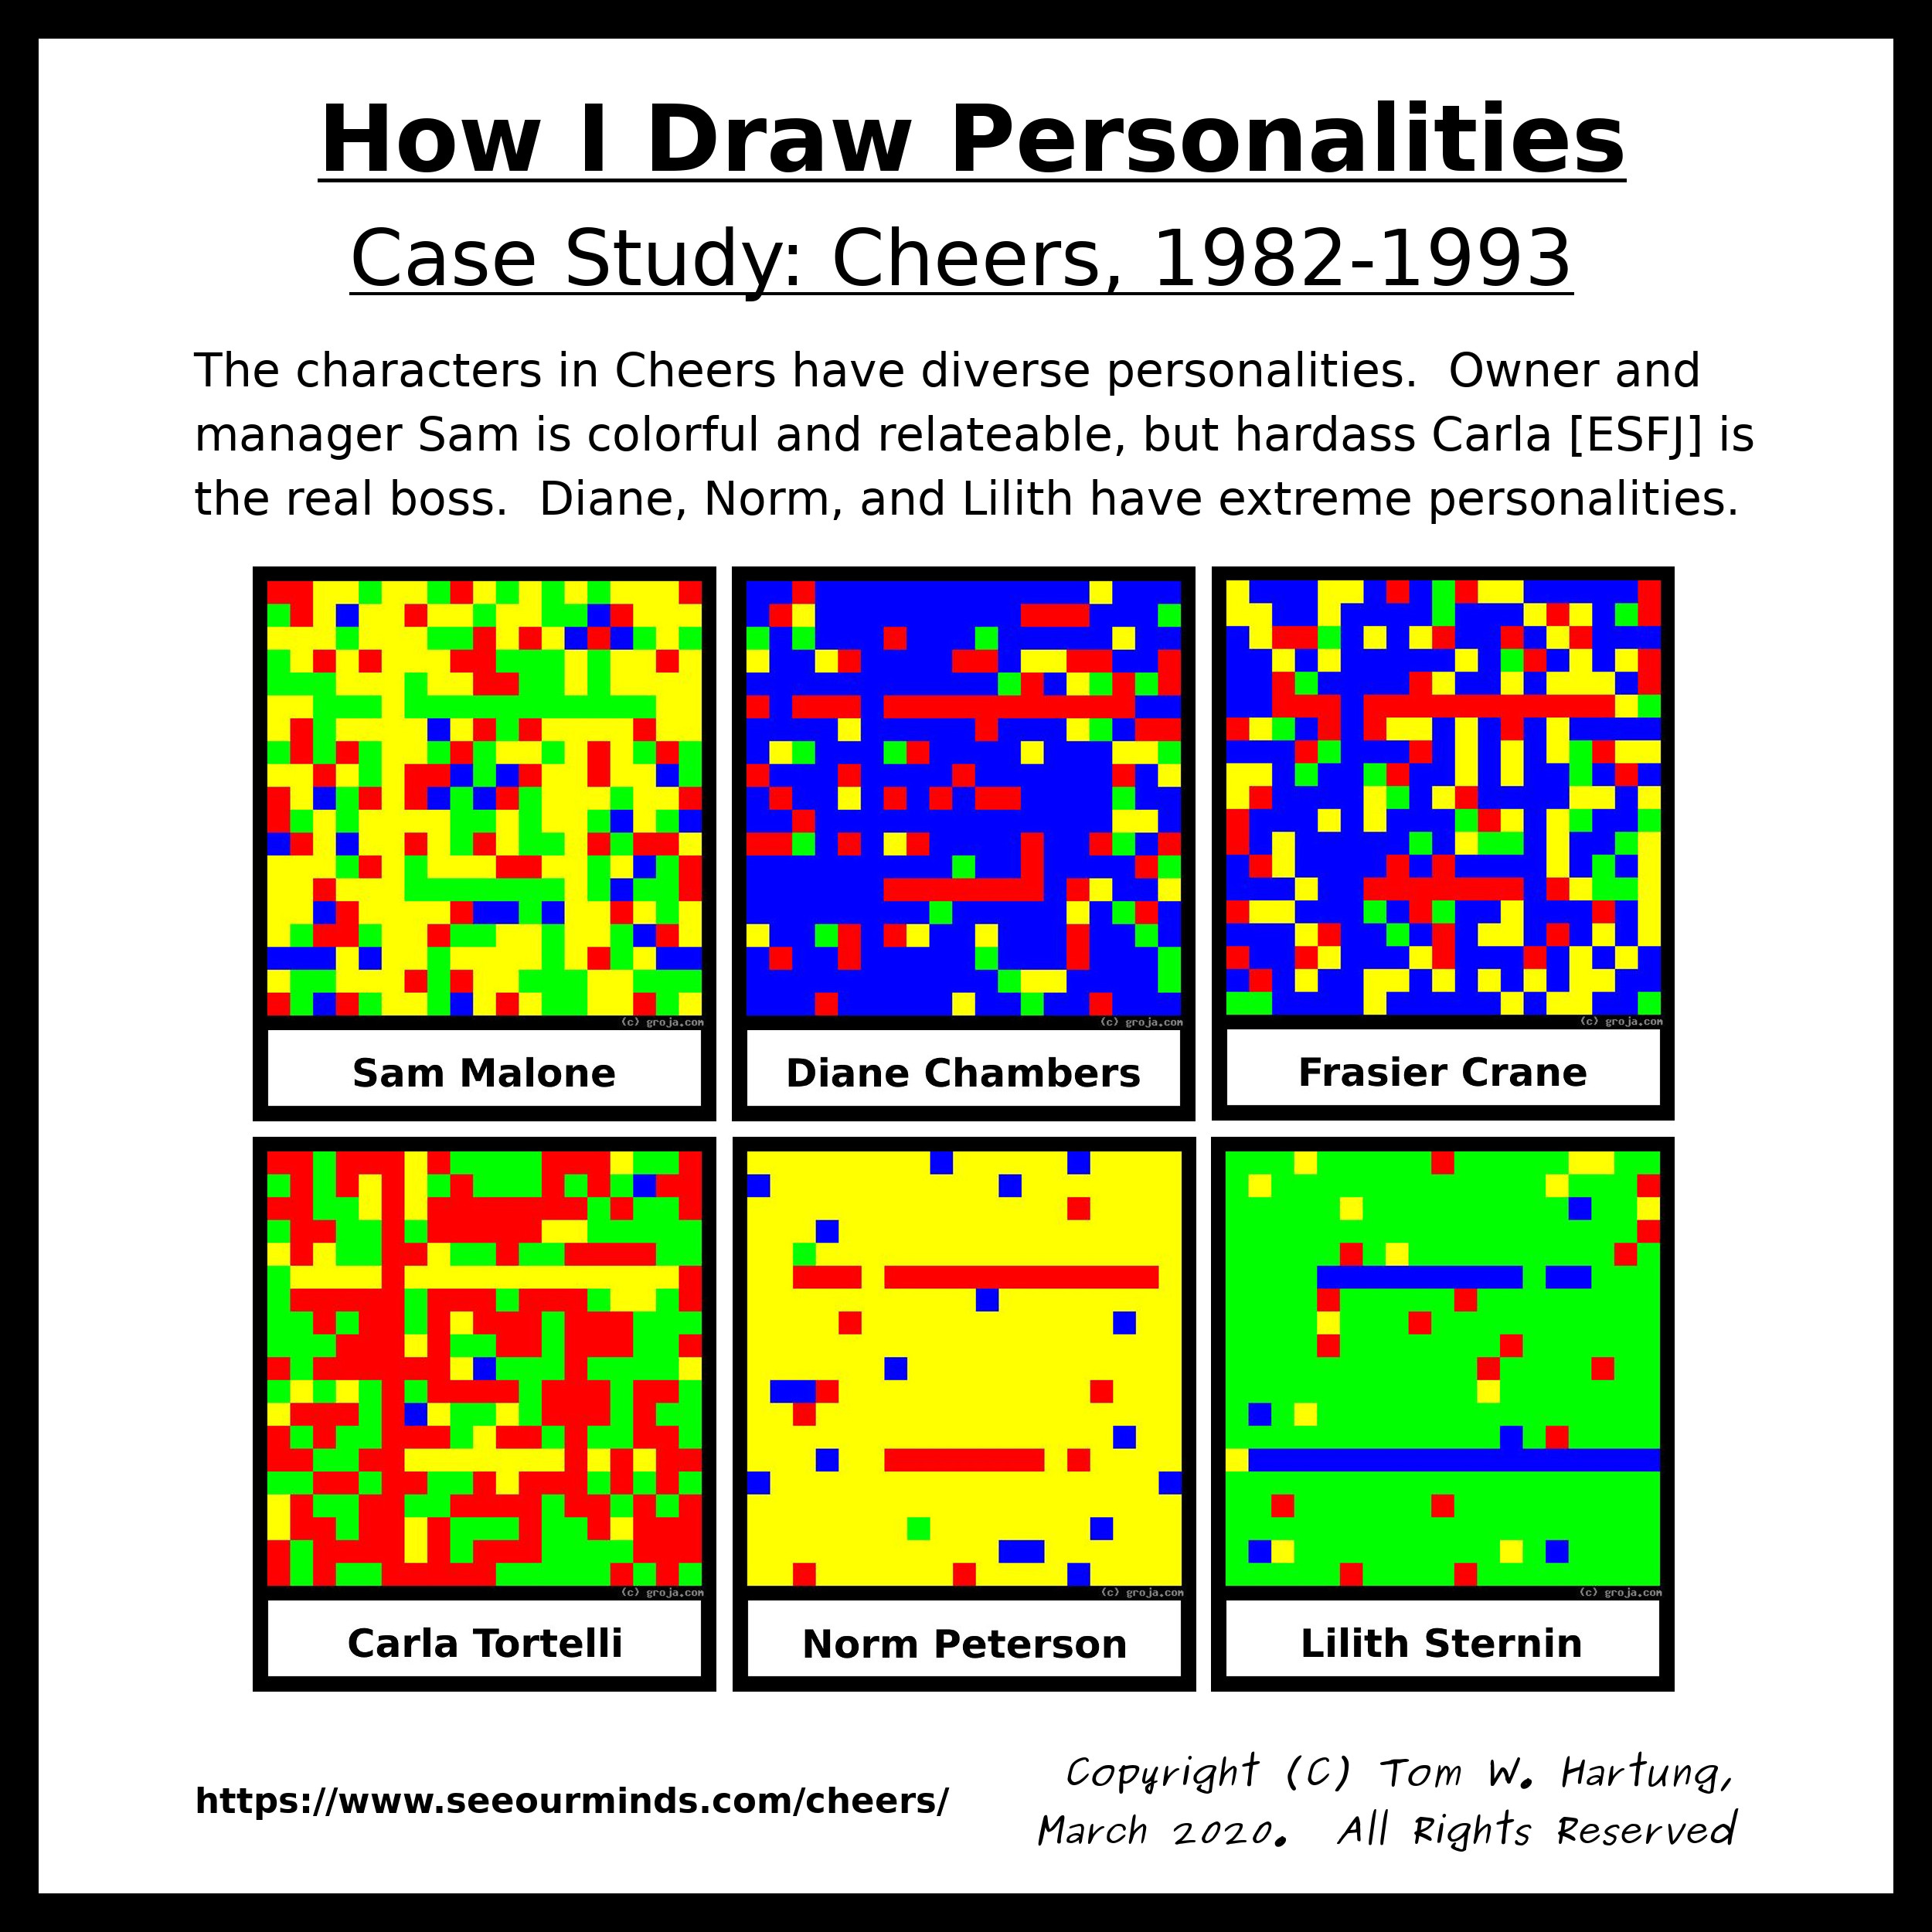 How I Draw Personalities
Case Study: Cheers, 1982-1993
The characters in Cheers have diverse personalities.  Owner and
manager Sam is colorful and relateable, but hardass Carla [ESFJ] is
the real boss.  Diane, Norm, and Lilith have extreme personalities.
(c) groja.com
(c) groja.com
(c) groja.com
Sam Malone
Diane Chambers
Frasier Crane
(c) groja.com
(c) groja.com
(c) groja.com
Carla Tortelli
Norm Peterson
Lilith Sternin
https://www.seeourminds.com/cheers/
Copyright (C) Tom W. Hartung,
March 2020.  All Rights Reserved